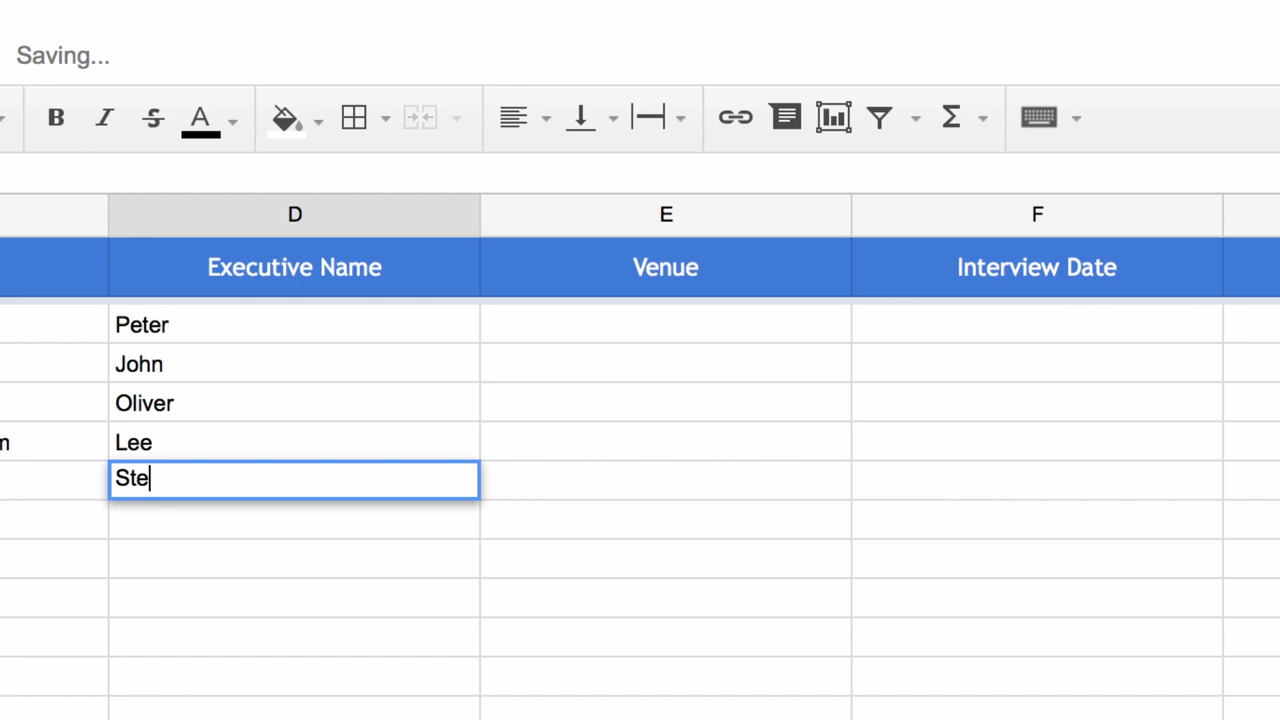 Saving...
B I S A Σ
D E F
Executive Name Venue Interview Date
Peter
John
Oliver
m Lee
Ste